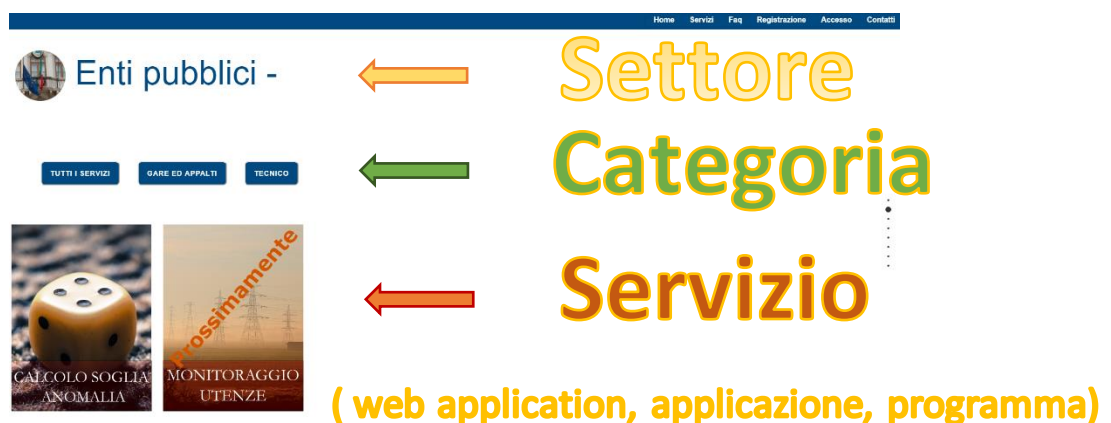 Home Servizi Faq Registrazione Accesso Contatti
Enti pubblici -
Settore
TUTTI I SERVIZI GARE ED APPALTI TECNICO
Categoria
Prossimamente
Servizio
CALCOLO SOGLIA ANOMALIA
MONITORAGGIO UTENZE
( web application, applicazione, programma)